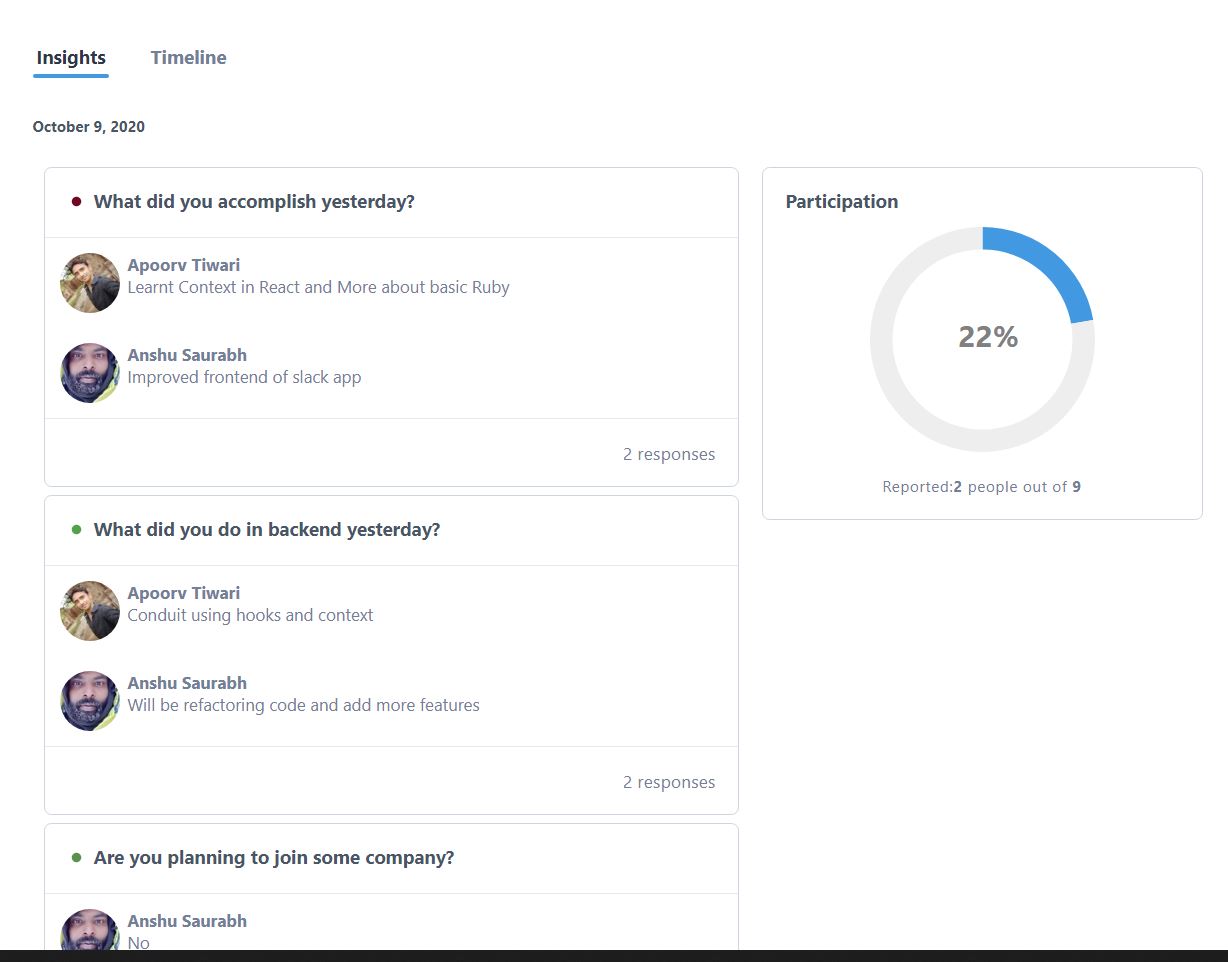 Insights Timeline
October 9, 2020
What did you accomplish yesterday?
Apoorv Tiwari
Learnt Context in React and More about basic Ruby
Anshu Saurabh
Improved frontend of slack app
2 responses
What did you do in backend yesterday?
Apoorv Tiwari
Conduit using hooks and context
Anshu Saurabh
Will be refactoring code and add more features
2 responses
Are you planning to join some company?
Anshu Saurabh
No
Participation
22%
Reported:2 people out of 9